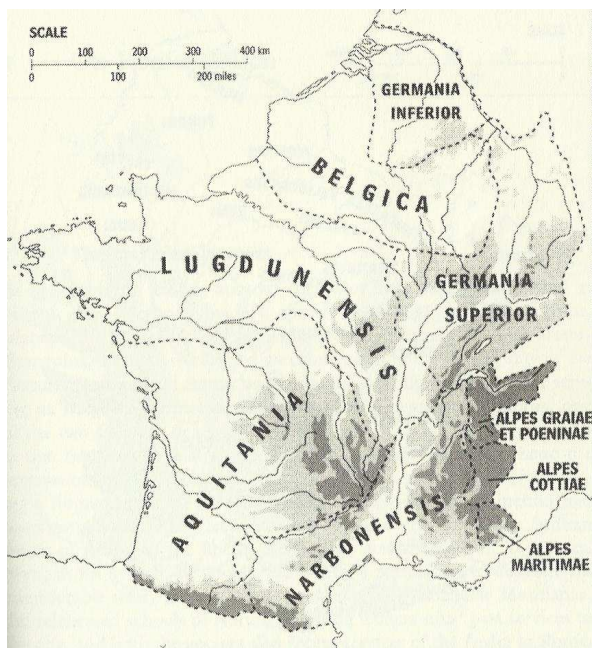 SCALE
0 100 200 300 400 km
0 100 200 miles
GERMANIA
INFERIOR
BELGICA
LUGDUNENSIS
GERMANIA
SUPERIOR
AQUITANIA
ALPES GRAIAE
ET POENINAE
ALPES
COTTIAE
NARBONENSIS
ALPES
MARITIMAE